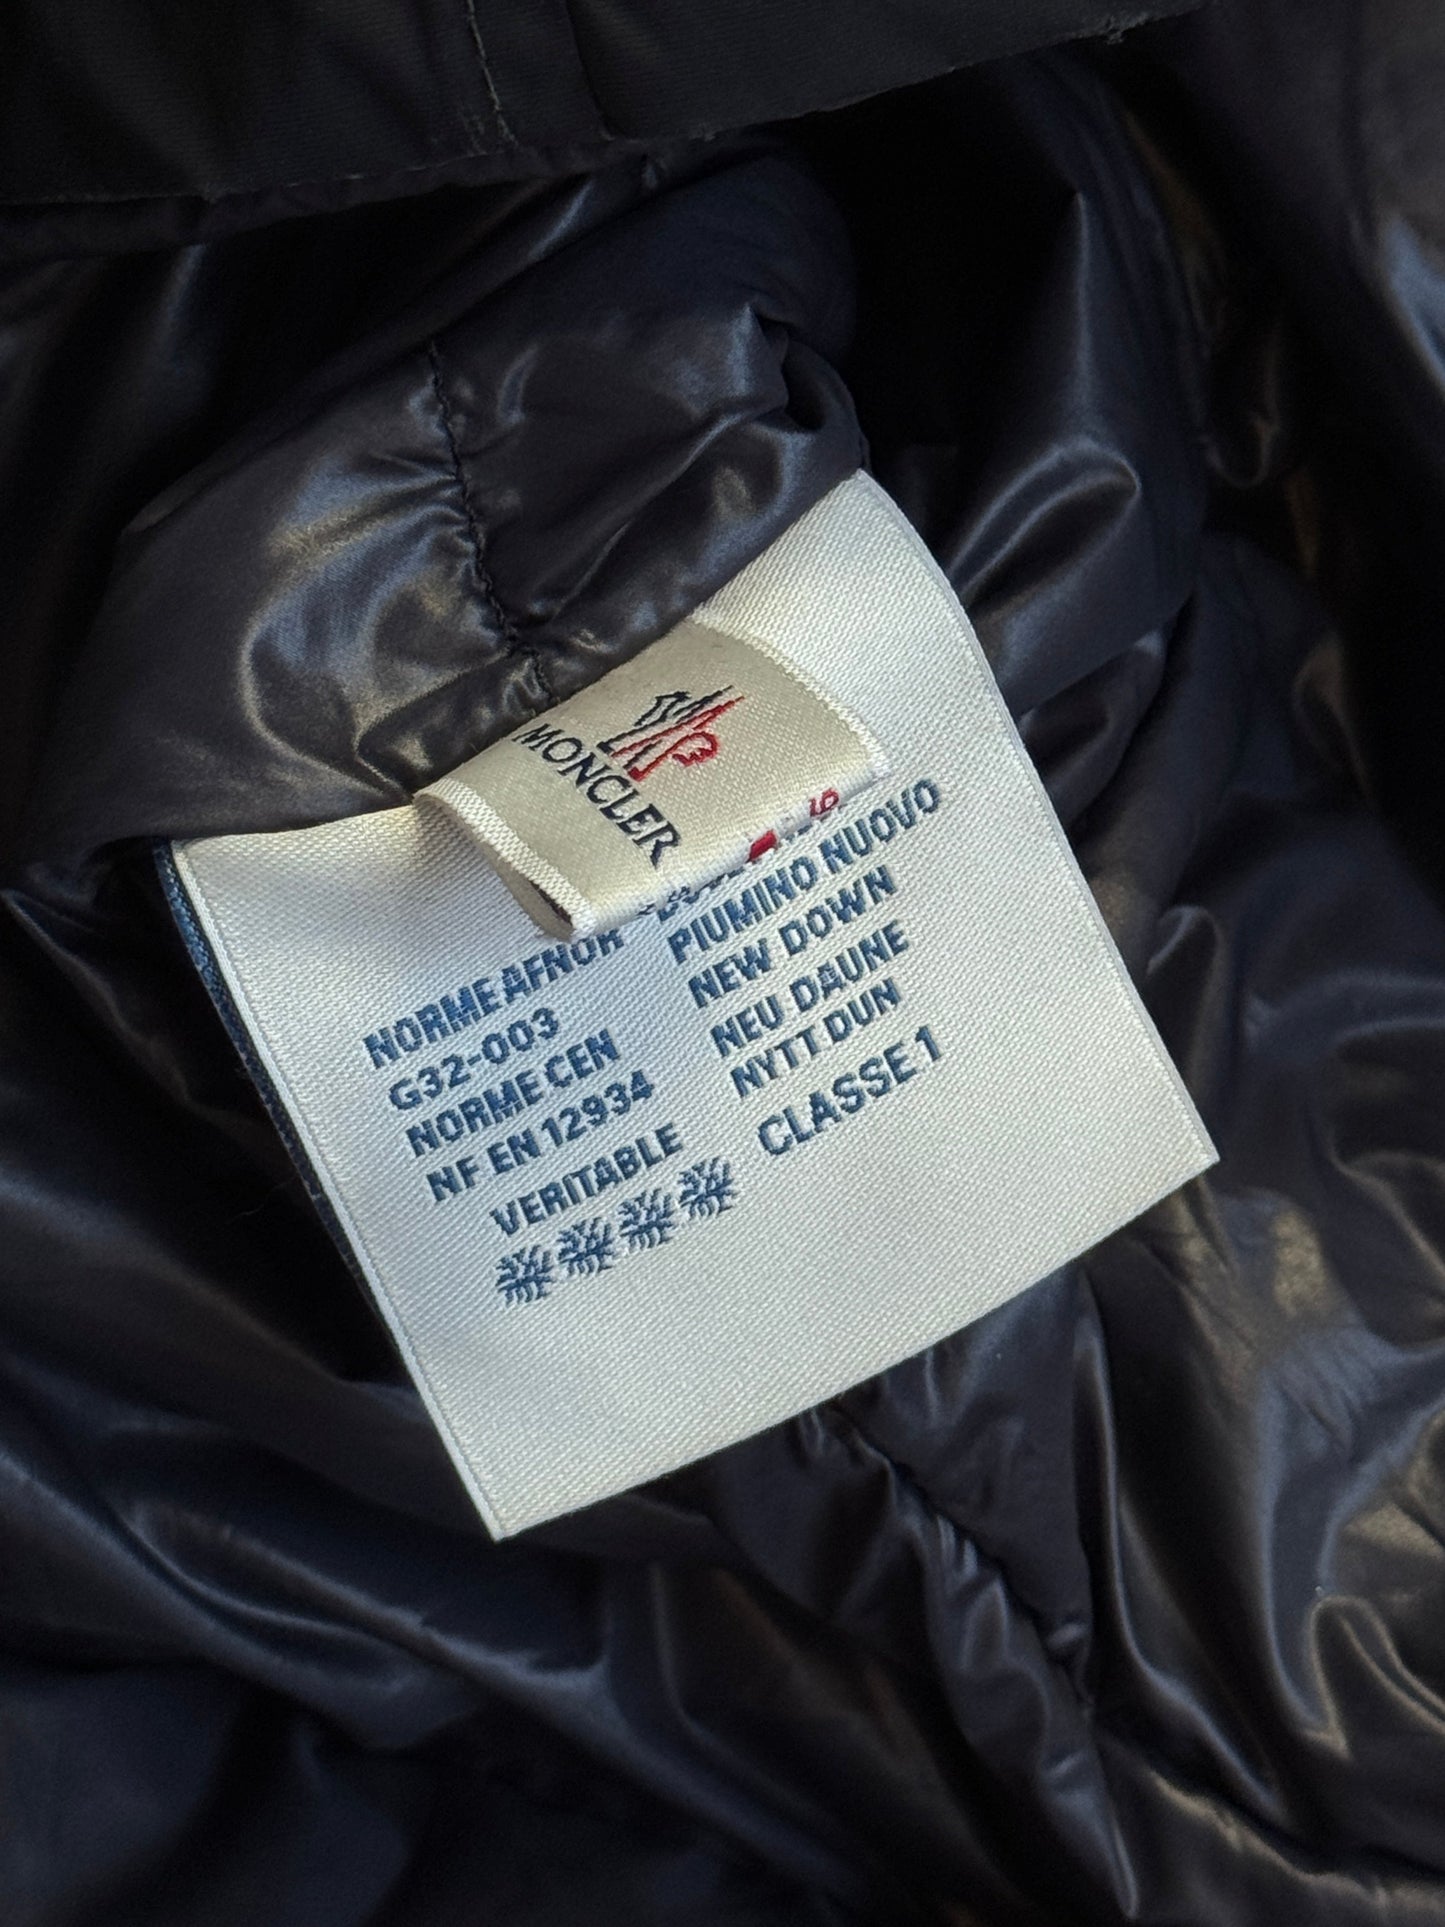 MONCLER
NORME AFNOR
G32-003
NORME CEN
NF EN 12934
VERITABLE
PIUMINO NUOVO
NEW DOWN
NEU DAUNE
NYTT DUN
CLASSE 1